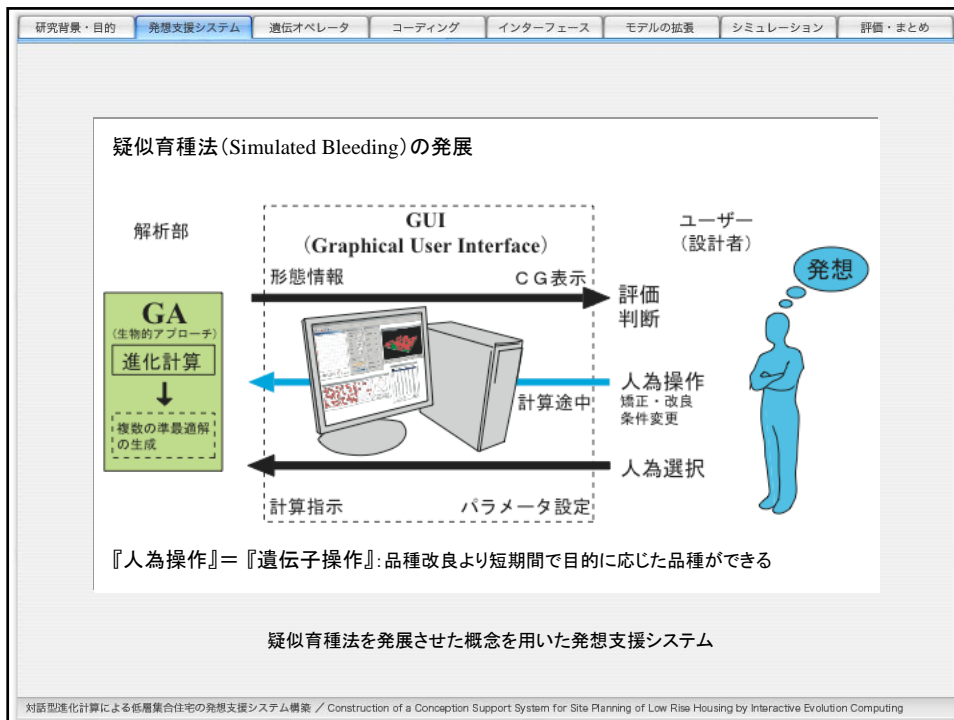 研究背景・目的 発想支援システム 遺伝オペレータ コーディング インターフェース モデルの拡張 シミュレーション 評価・まとめ
疑似育種法(Simulated Bleeding)の発展
解析部
GUI
(Graphical User Interface)
ユーザー
(設計者)
発想
形態情報
CG表示
評価
判断
GA
(生物的アプローチ)
進化計算
複数の準最適解
の生成
計算途中
人為操作
矯正・改良
条件変更
人為選択
計算指示
パラメータ設定
『人為操作』=『遺伝子操作』:品種改良より短期間で目的に応じた品種ができる
疑似育種法を発展させた概念を用いた発想支援システム
対話型進化計算による低層集合住宅の発想支援システム構築 / Construction of a Conception Support System for Site Planning of Low Rise Housing by Interactive Evolution Computing